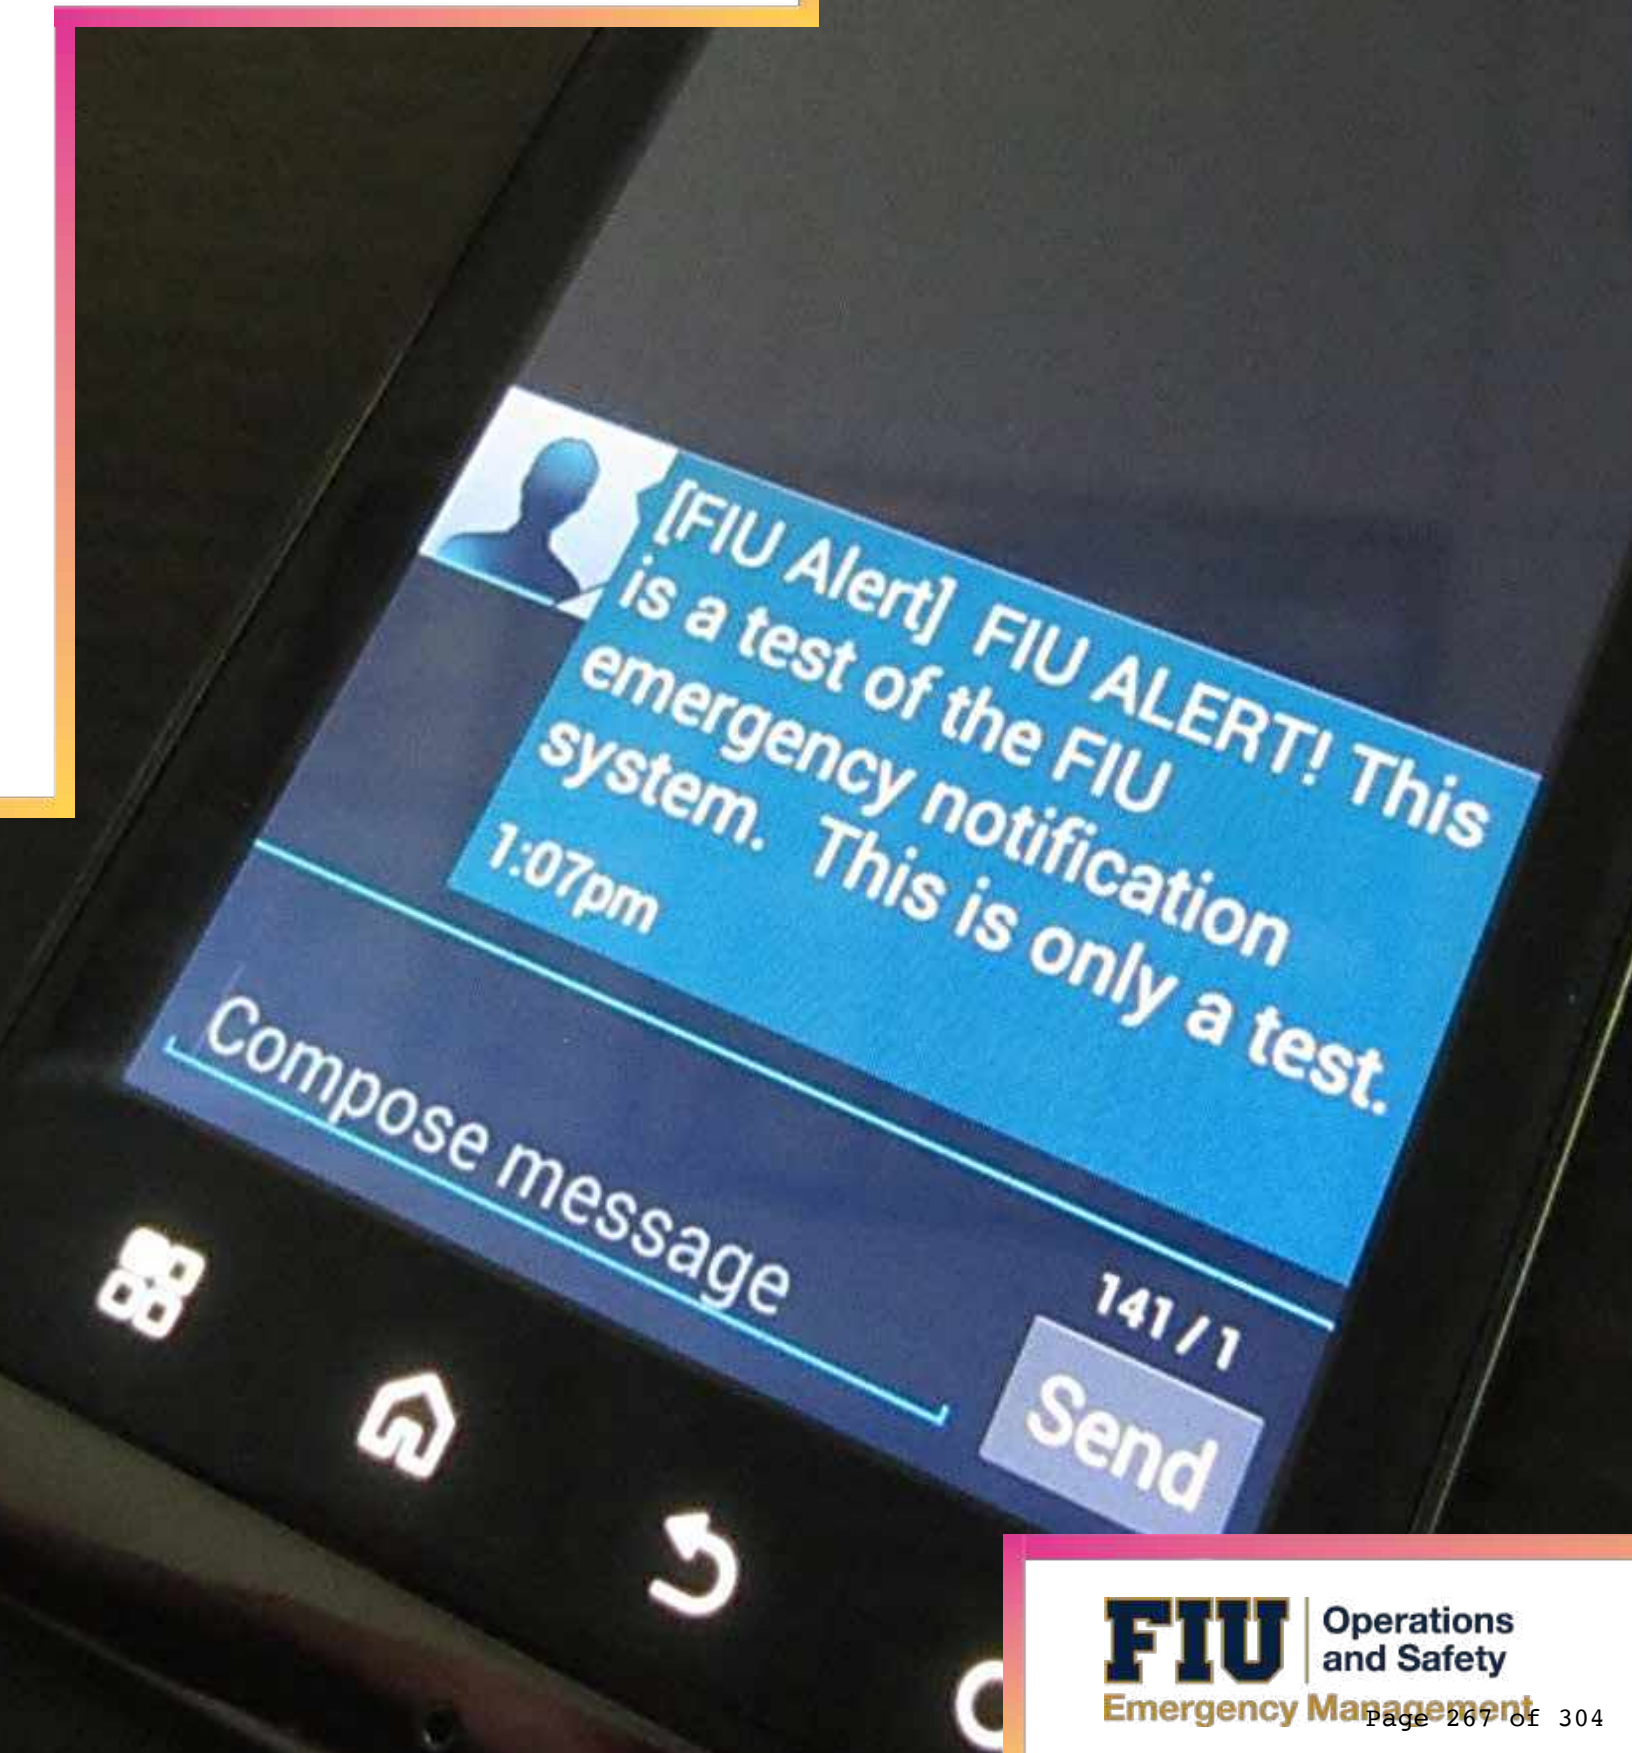 [FIU Alert]  FIU ALERT! This
is a test of the FIU
emergency notification
system.  This is only a test.
1:07pm
Compose message
141 / 1
Send
FIU
Operations
and Safety
Emergency Management
Page 267 of 304